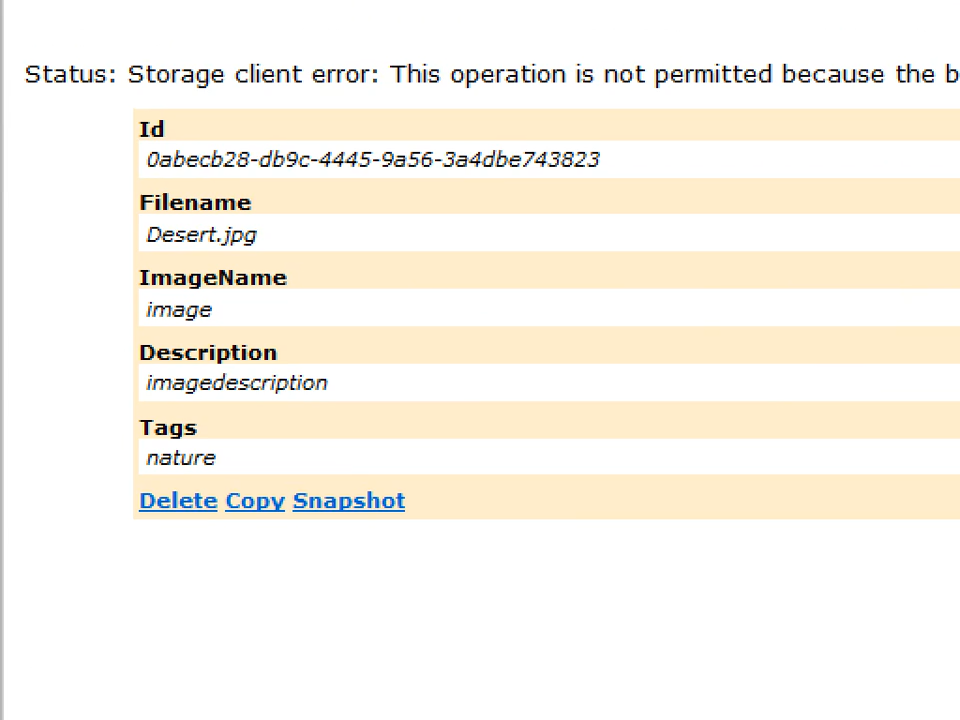 Status: Storage client error: This operation is not permitted because the b
Id
0abecb28-db9c-4445-9a56-3a4dbe743823
Filename
Desert.jpg
ImageName
image
Description
imagedescription
Tags
nature
Delete Copy Snapshot